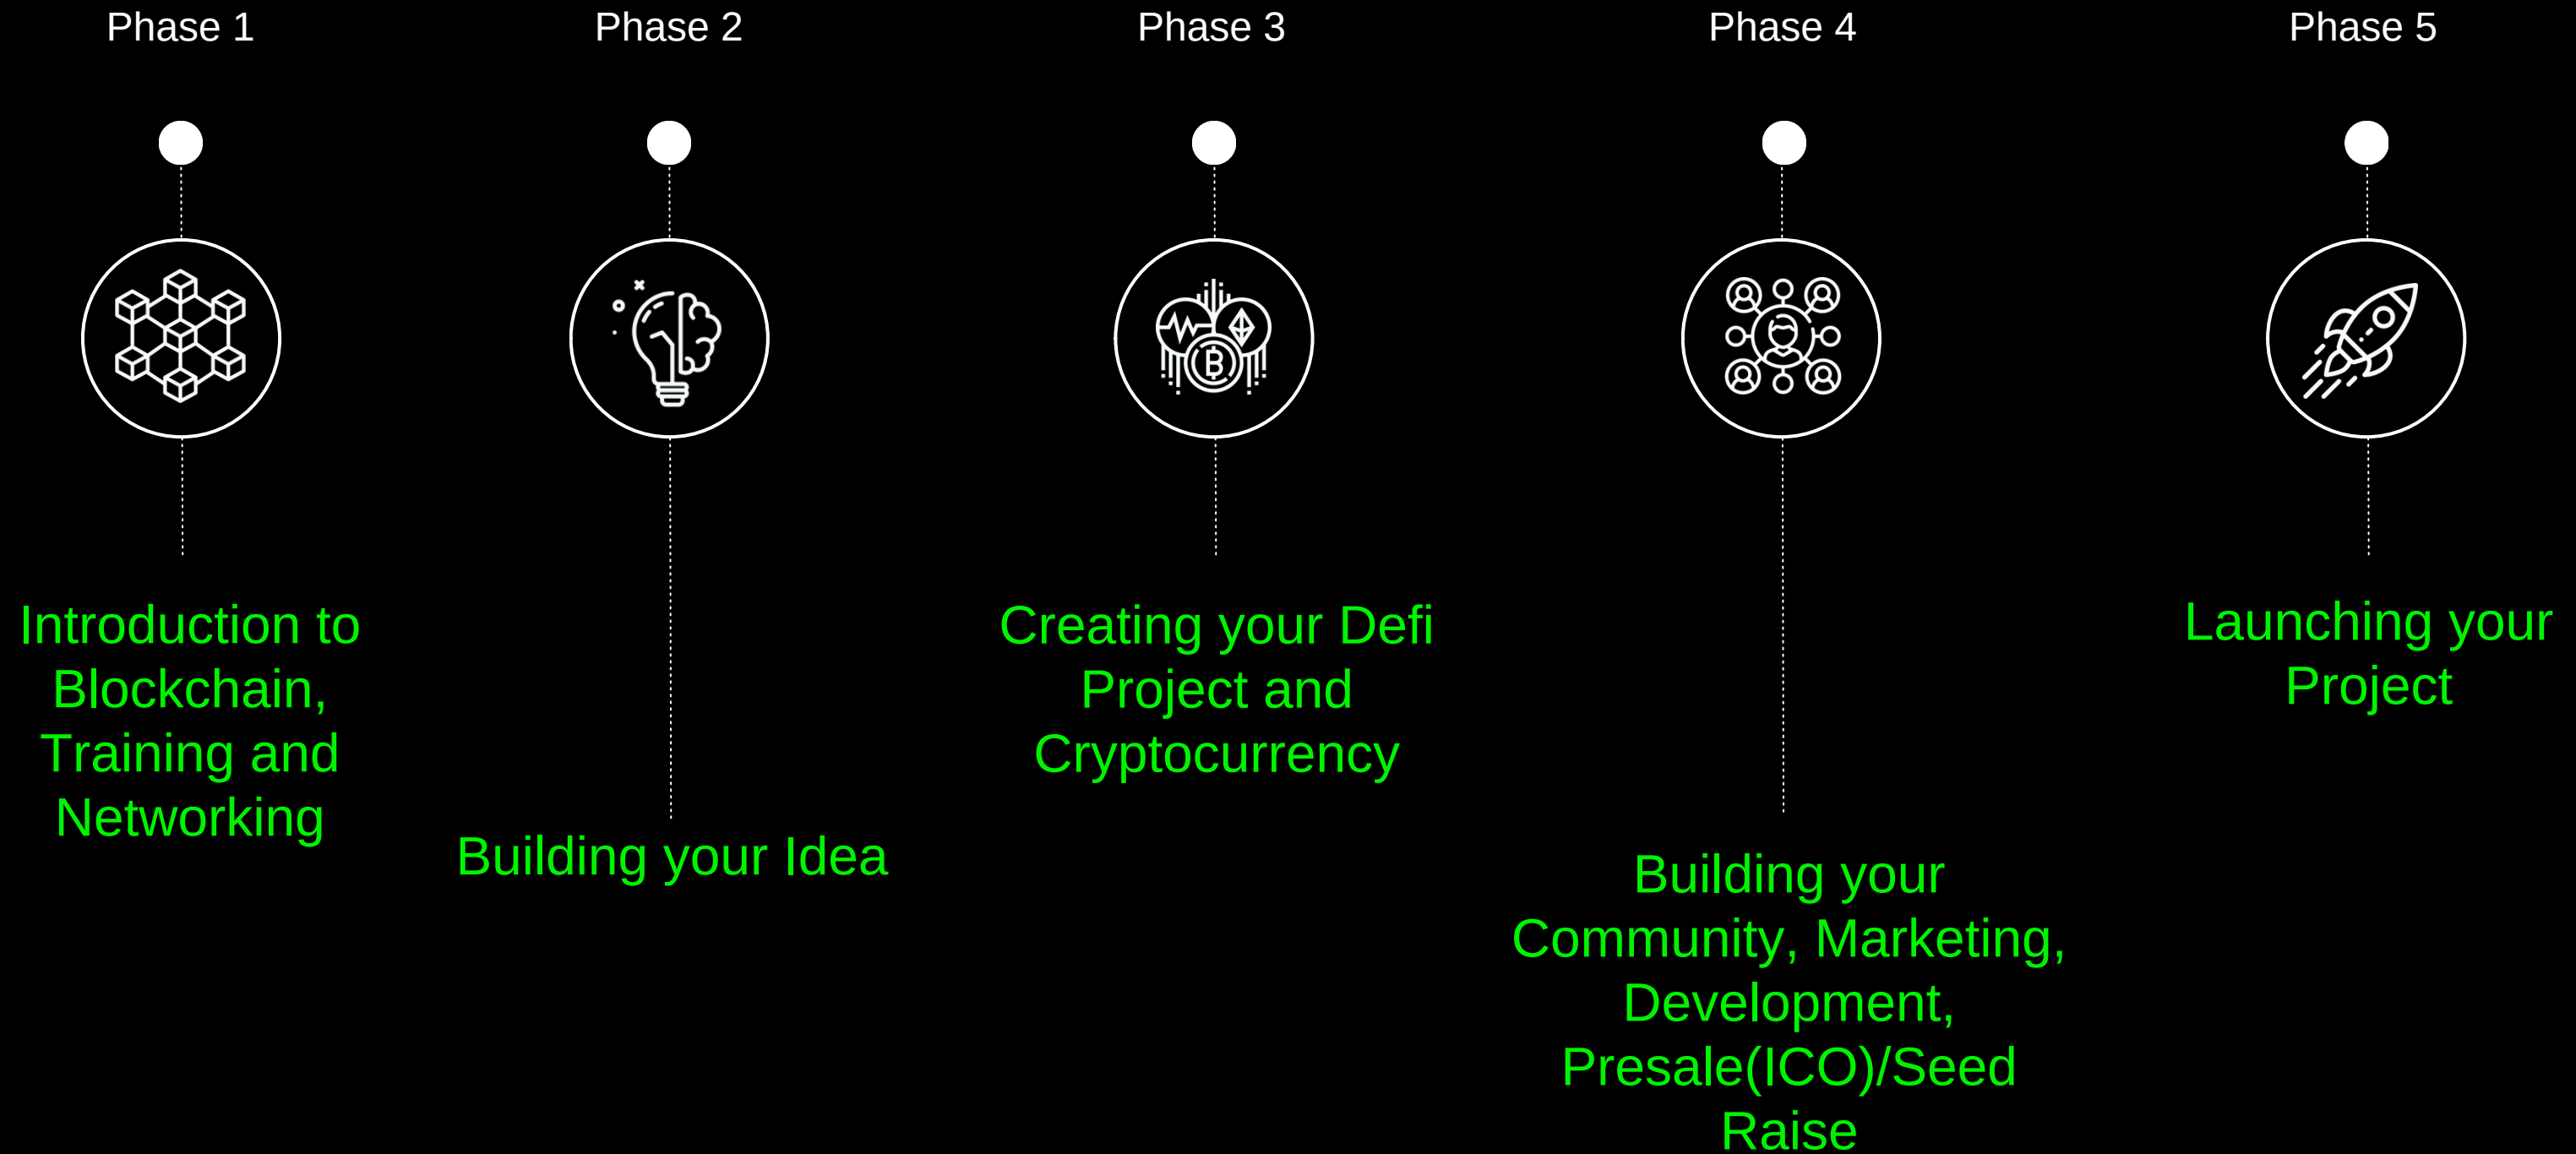 Phase 1
Phase 2
Phase 3
Phase 4
Phase 5
Introduction to
Blockchain,
Training and
Networking
Building your Idea
Creating your Defi
Project and
Cryptocurrency
Building your
Community, Marketing,
Development,
Presale(ICO)/Seed
Raise
Launching your
Project